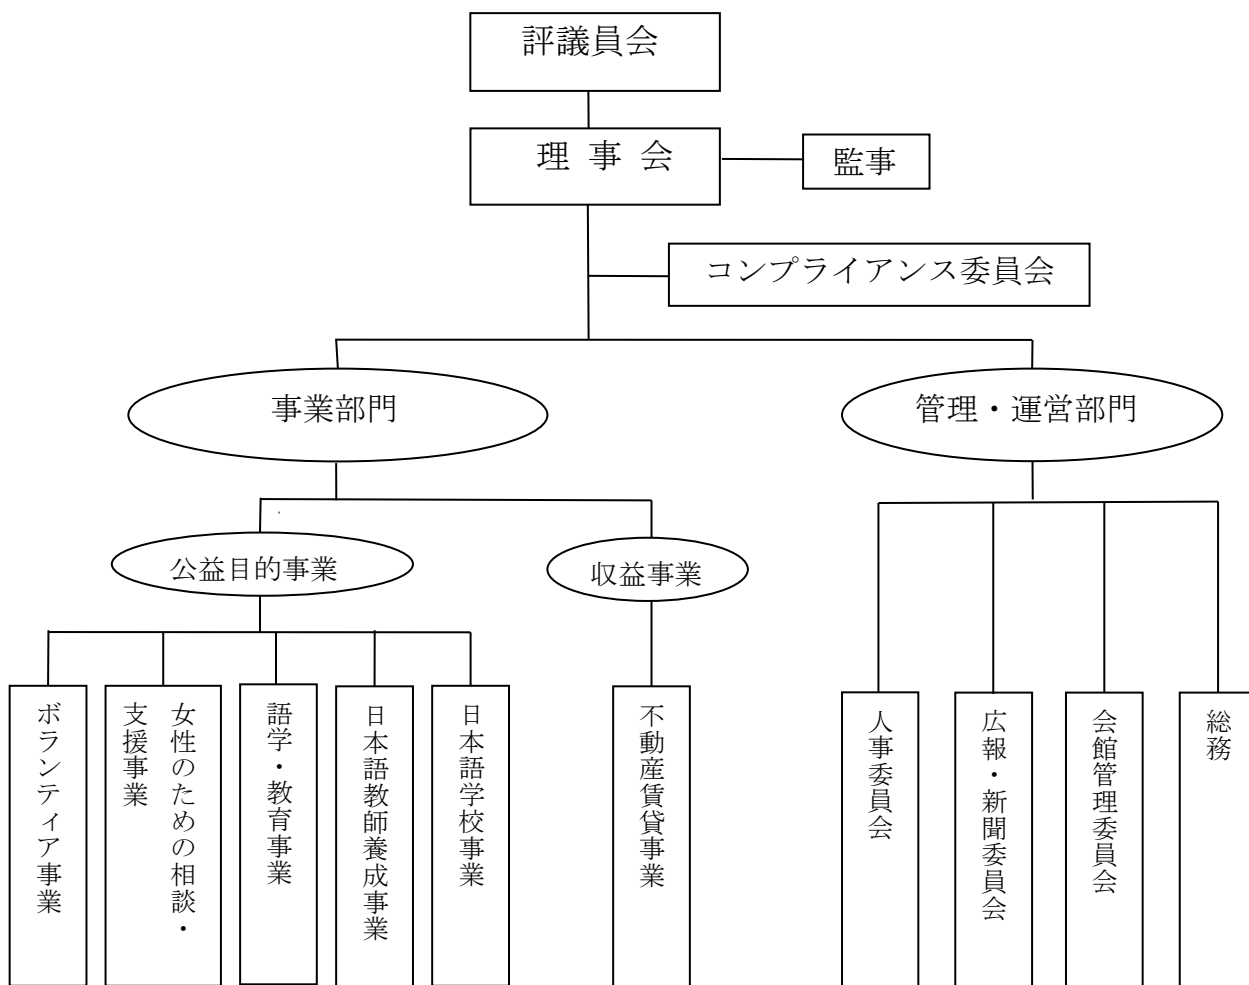 評議員会
理 事 会
監事
コンプライアンス委員会
事業部門
管理・運営部門
公益目的事業
収益事業
ボランティア事業
女性のための相談・
支援事業
語学・教育事業
日本語教師養成事業
日本語学校事業
不動産賃貸事業
人事委員会
広報・新聞委員会
会館管理委員会
総務